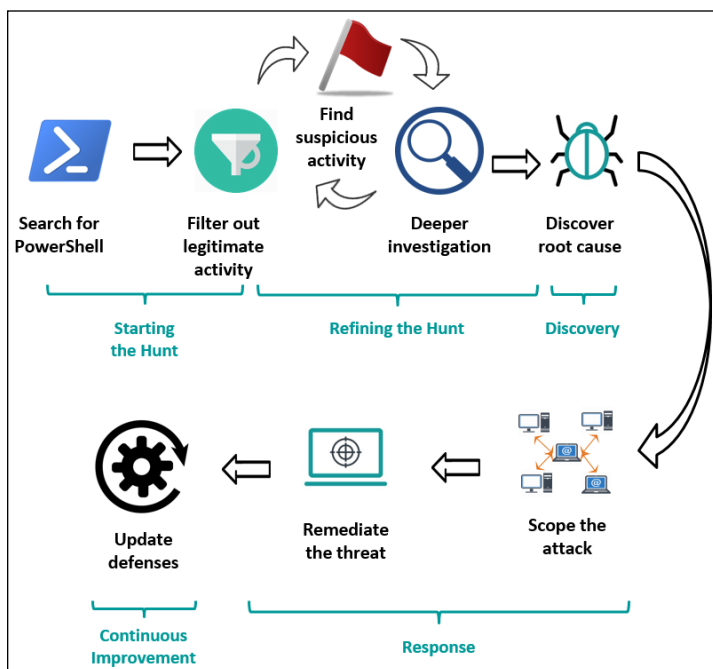 Find
suspicious
activity
Search for
PowerShell
Filter out
legitimate
activity
Deeper
investigation
Discover
root cause
Starting
the Hunt
Refining the Hunt
Discovery
@
@
Update
defenses
Remediate
the threat
Scope the
attack
Continuous
Improvement
Response